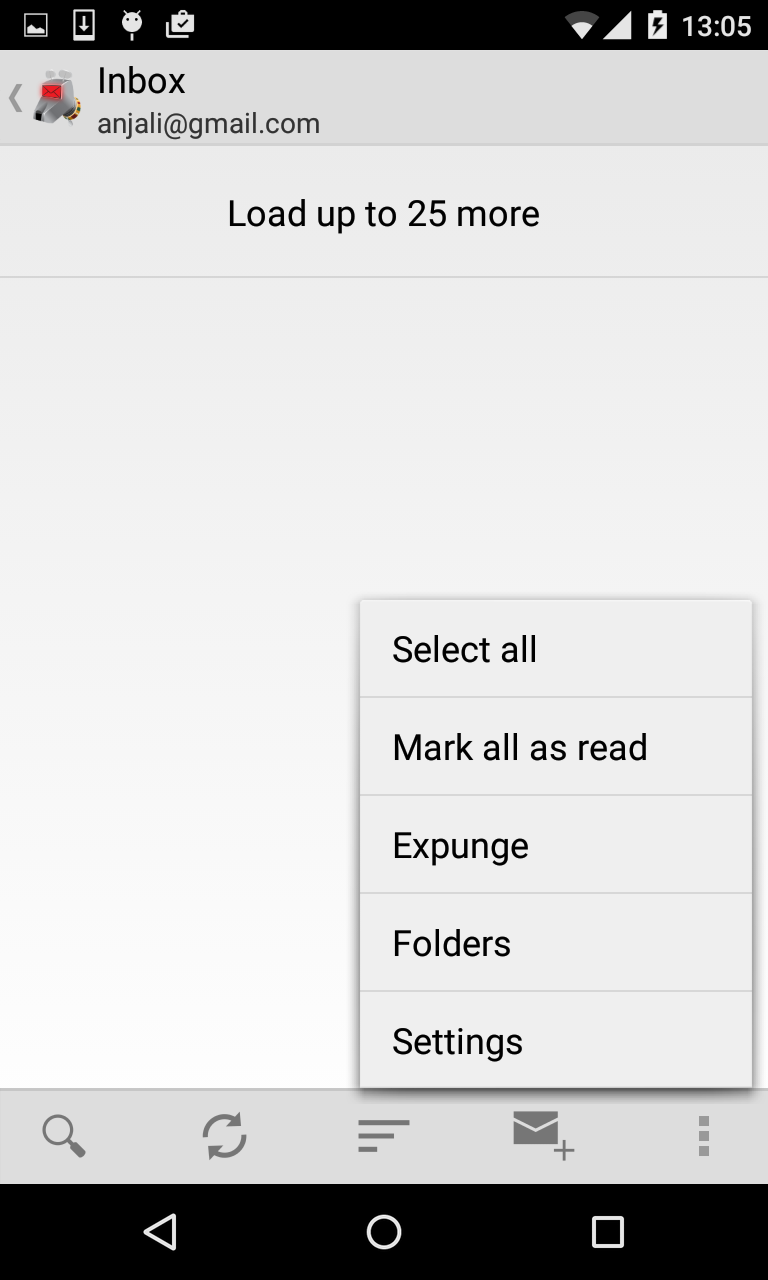 13:05
Inbox
anjali@gmail.com
Load up to 25 more
Select all
Mark all as read
Expunge
Folders
Settings